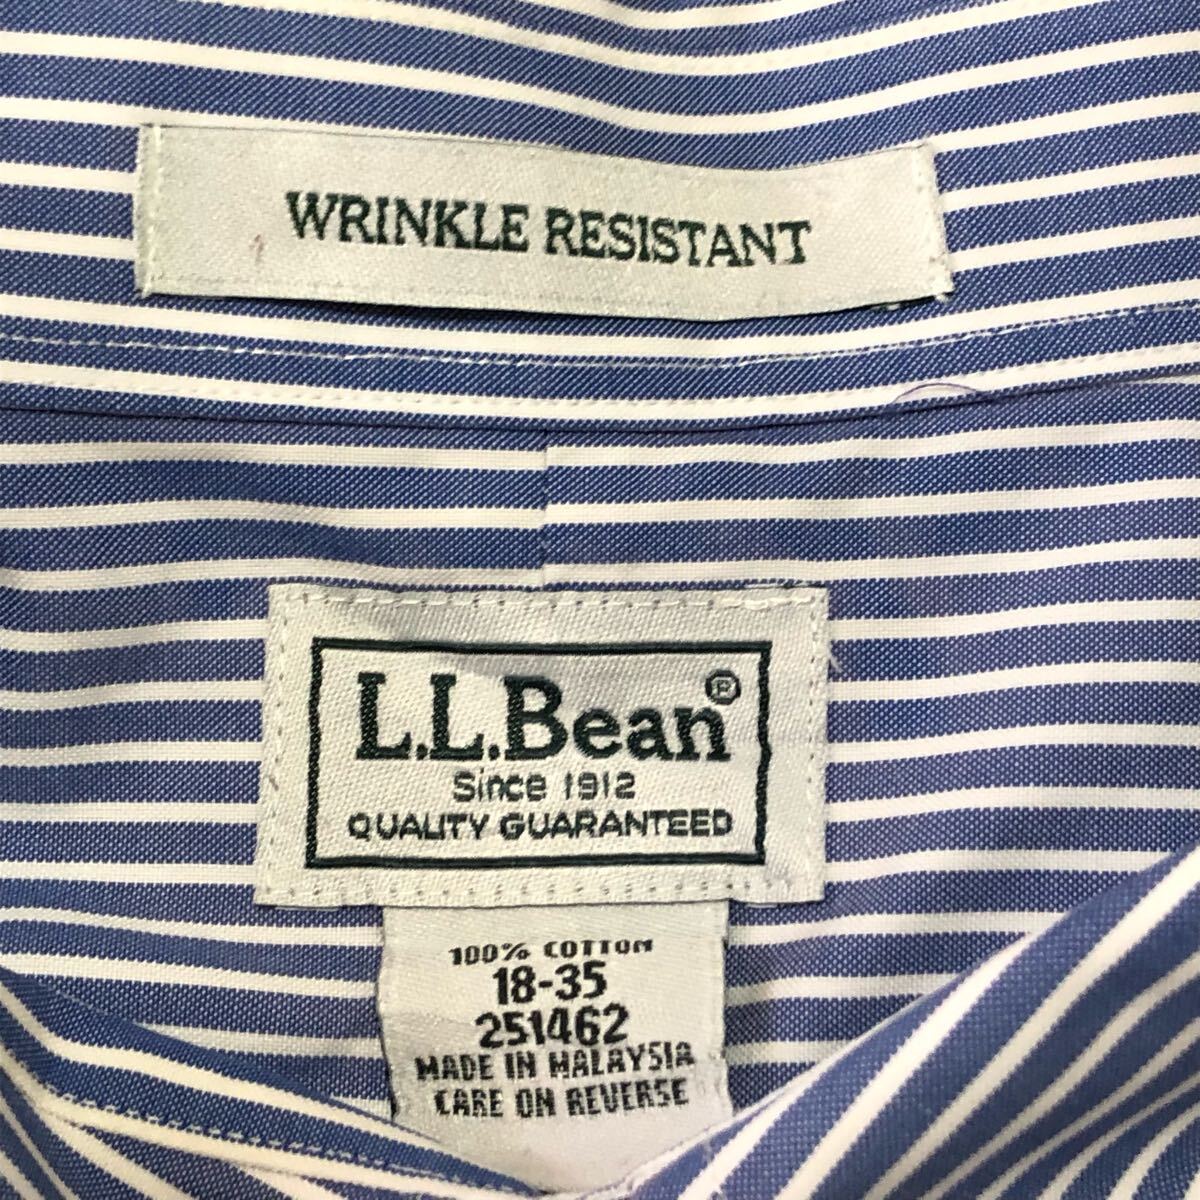 WRINKLE RESISTANT
L.L.Bean®
Since 1912
QUALITY GUARANTEED
100% COTTON
18-35
251462
MADE IN MALAYSIA
CARE ON REVERSE